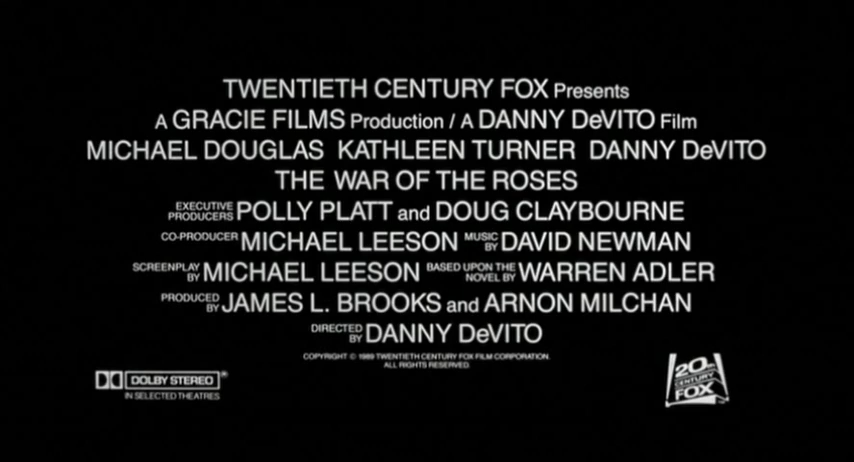 TWENTIETH CENTURY FOX Presents
A GRACIE FILMS Production / A DANNY DeVITO Film
MICHAEL DOUGLAS KATHLEEN TURNER DANNY DeVITO
THE WAR OF THE ROSES
EXECUTIVE PRODUCERS POLLY PLATT and DOUG CLAYBOURNE
CO-PRODUCER MICHAEL LEESON MUSIC BY DAVID NEWMAN
SCREENPLAY BY MICHAEL LEESON BASED UPON THE NOVEL BY WARREN ADLER
PRODUCED BY JAMES L. BROOKS and ARNON MILCHAN
DIRECTED BY DANNY DeVITO
COPYRIGHT © 1989 TWENTIETH CENTURY FOX FILM CORPORATION.
ALL RIGHTS RESERVED.
DOLBY STEREO ®
IN SELECTED THEATRES
20th
CENTURY
FOX